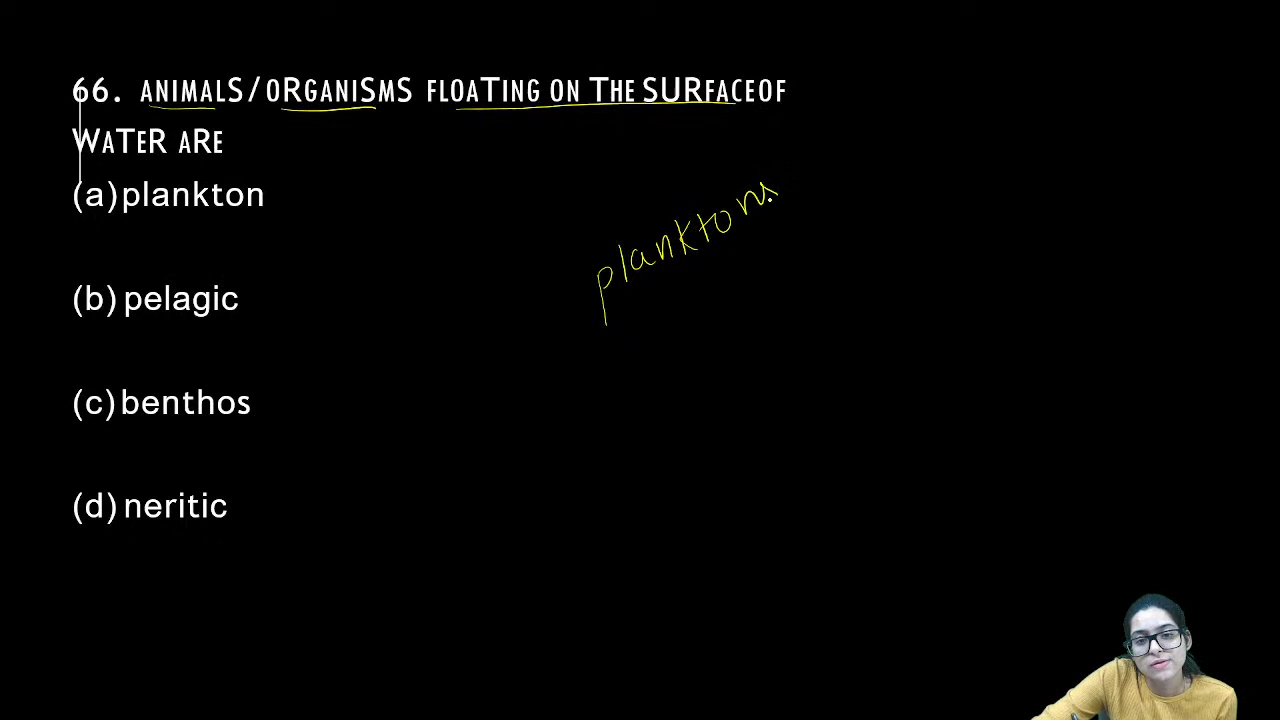 66. ANIMALS/ORGANISMS FLOATING ON THE SURFACEOF
WATER ARE
(a)plankton
planktons
(b)pelagic
(c)benthos
(d)neritic